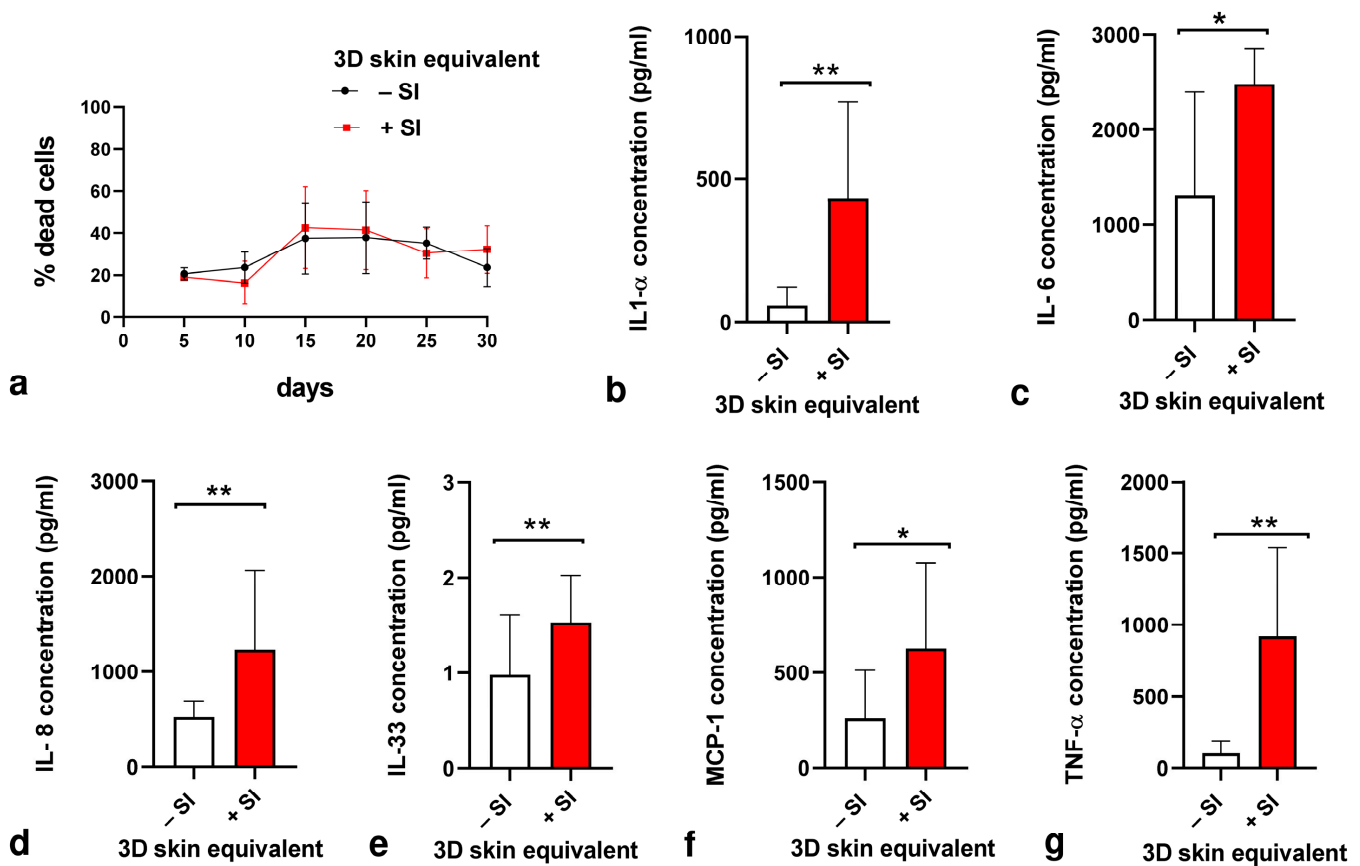 3D skin equivalent
– SI
+ SI
% dead cells
100
80
60
40
20
0
0 5 10 15 20 25 30
days
a
IL1-α concentration (pg/ml)
1000
500
0
**
– SI + SI
3D skin equivalent
b
IL- 6 concentration (pg/ml)
3000
2000
1000
0
*
– SI + SI
3D skin equivalent
c
IL- 8 concentration (pg/ml)
3000
2000
1000
0
**
– SI + SI
3D skin equivalent
d
IL-33 concentration (pg/ml)
3
2
1
0
**
– SI + SI
3D skin equivalent
e
MCP-1 concentration (pg/ml)
1500
1000
500
0
*
– SI + SI
3D skin equivalent
f
TNF-α concentration (pg/ml)
2000
1500
1000
500
0
**
– SI + SI
3D skin equivalent
g